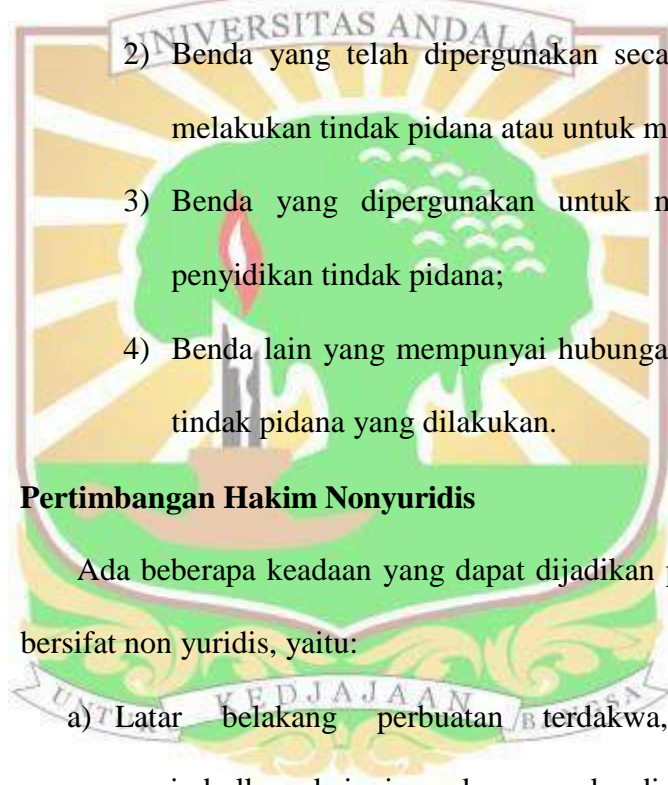 UNIVERSITAS ANDALAS
2) Benda yang telah dipergunakan seca
melakukan tindak pidana atau untuk m
3) Benda yang dipergunakan untuk m
penyidikan tindak pidana;
4) Benda lain yang mempunyai hubunga
tindak pidana yang dilakukan.
Pertimbangan Hakim Nonyuridis
Ada beberapa keadaan yang dapat dijadikan p
bersifat non yuridis, yaitu:
UNTUK KEDJAJAAN BANGSA
a) Latar belakang perbuatan terdakwa,